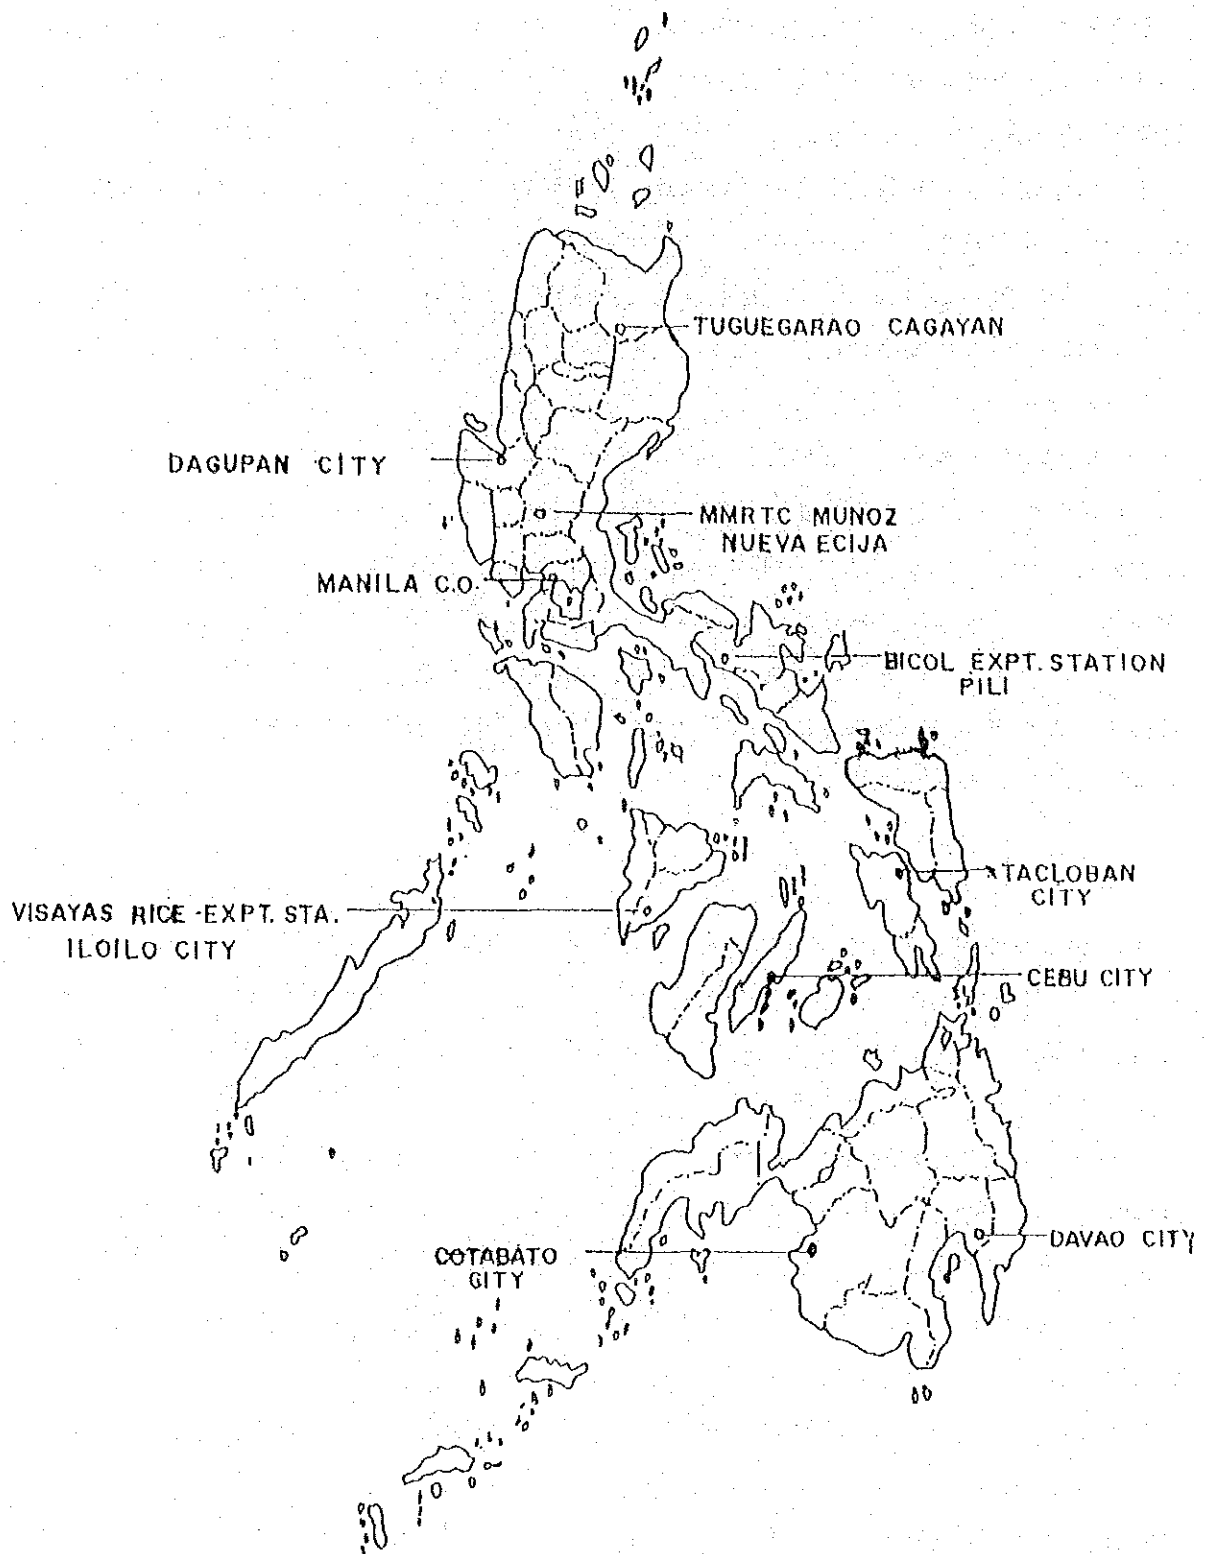 TUGUEGARAO CAGAYAN
DAGUPAN CITY
MMRTC MUNOZ
NUEVA ECIJA
MANILA C.O.
BICOL EXPT. STATION
PILI
TACLOBAN
CITY
VISAYAS RICE EXPT. STA.
ILOILO CITY
CEBU CITY
DAVAO CITY
COTABATO
CITY